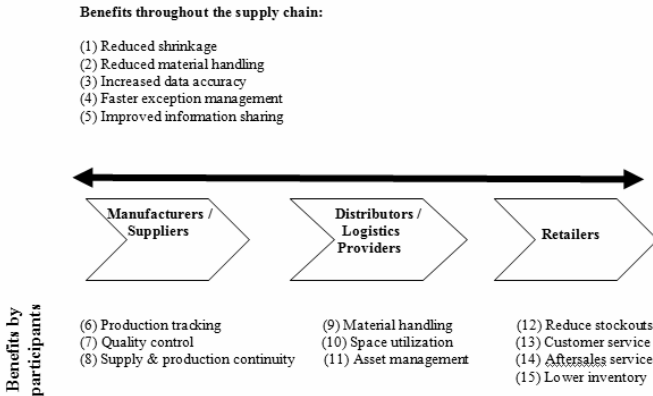 Benefits throughout the supply chain:
(1) Reduced shrinkage
(2) Reduced material handling
(3) Increased data accuracy
(4) Faster exception management
(5) Improved information sharing
Manufacturers /
Suppliers
Distributors /
Logistics
Providers
Retailers
Benefits by
participants
(6) Production tracking
(7) Quality control
(8) Supply & production continuity
(9) Material handling
(10) Space utilization
(11) Asset management
(12) Reduce stockouts
(13) Customer service
(14) Aftersales service
(15) Lower inventory